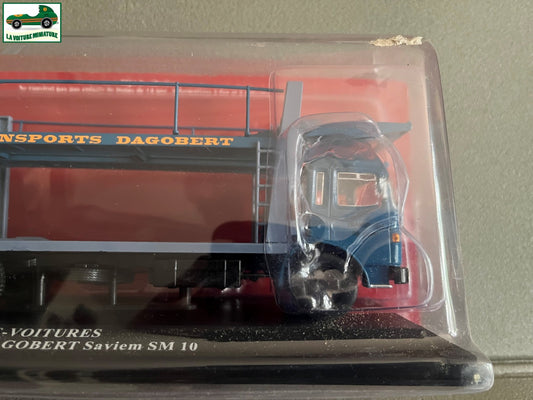 LA VOITURE MINIATURE
NSPORTS DAGOBERT
-VOITURES
GOBERT Saviem SM 10